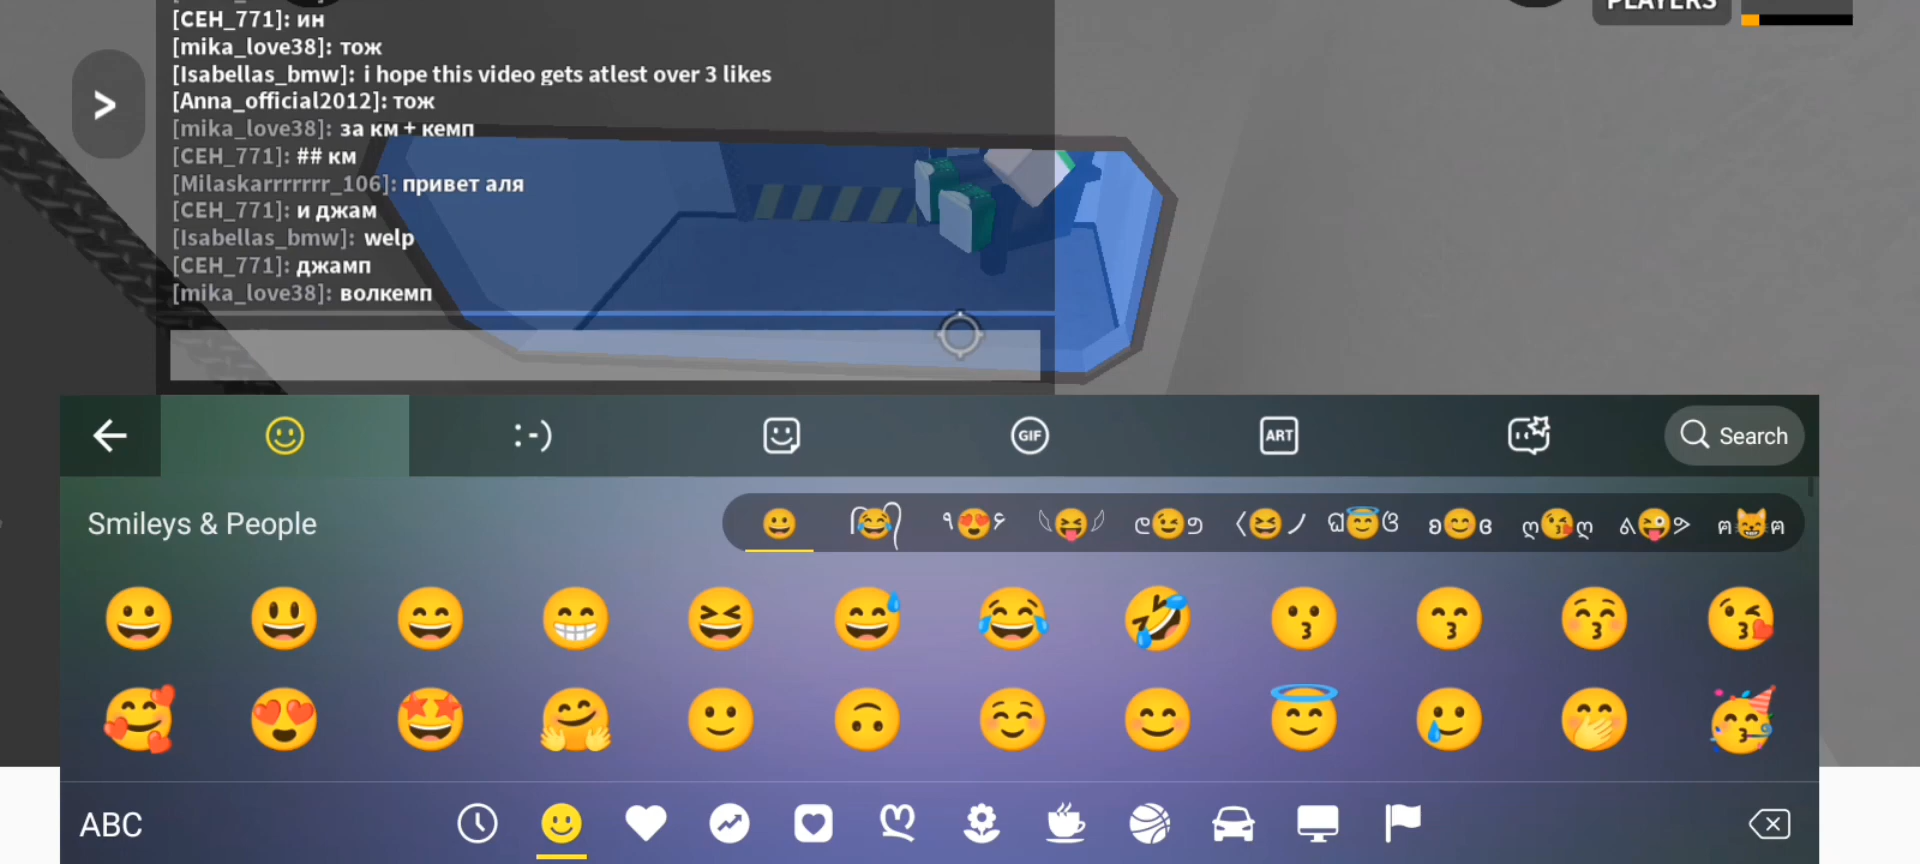 [CEH_771]: ин
[mika_love38]: тож
[Isabellas_bmw]: i hope this video gets atlest over 3 likes
[Anna_official2012]: тож
[mika_love38]: за км + кемп
[CEH_771]: ## км
[Milaskarrrrrrr_106]: привет аля
[CEH_771]: и джам
[Isabellas_bmw]: welp
[CEH_771]: джамп
[mika_love38]: волкемп
PLAYERS
:-)
GIF
ART
Search
Smileys & People
ABC